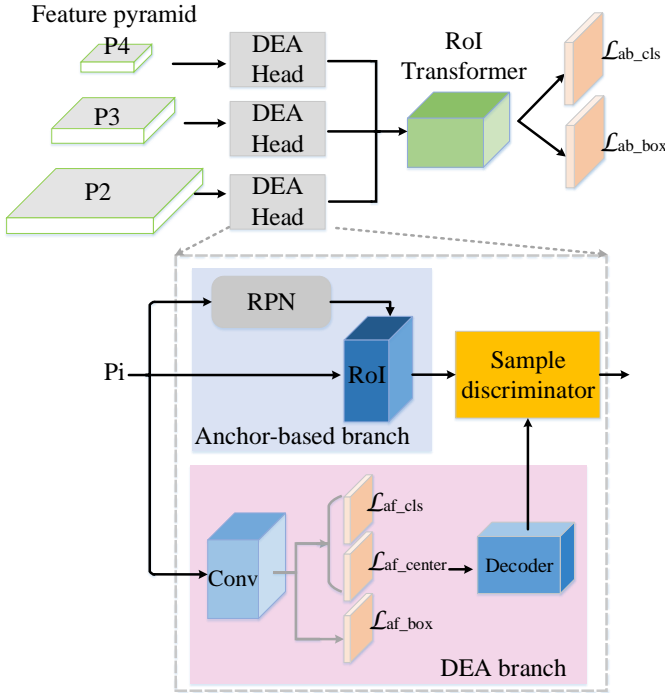 Feature pyramid
P4
DEA
Head
RoI
Transformer
ℒab_cls
P3
DEA
Head
ℒab_box
P2
DEA
Head
RPN
Pi
RoI
Sample
discriminator
Anchor-based branch
ℒaf_cls
Conv
ℒaf_center
Decoder
ℒaf_box
DEA branch